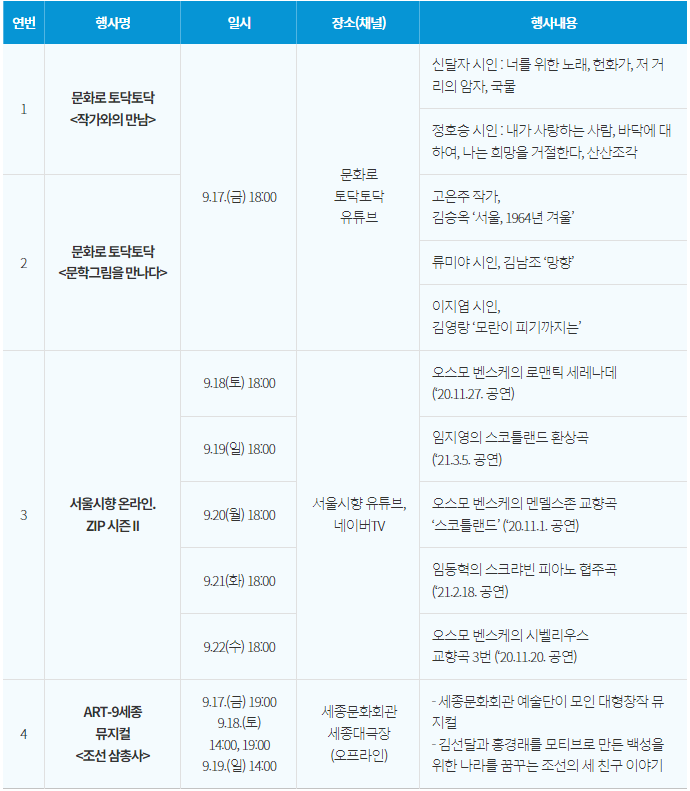 연번 행사명 일시 장소(채널) 행사내용
1
문화로 토닥토닥
<작가와의 만남>
9.17.(금) 18:00
문화로
토닥토닥
유튜브
신달자 시인 : 너를 위한 노래, 헌화가, 저 거
리의 암자, 국물
정호승 시인 : 내가 사랑하는 사람, 바닥에 대
하여, 나는 희망을 거절한다, 산산조각
2
문화로 토닥토닥
<문학그림을 만나다>
고은주 작가,
김승옥 ‘서울, 1964년 겨울’
류미야 시인, 김남조 ‘망향’
이지엽 시인,
김영랑 ‘모란이 피기까지는’
3
서울시향 온라인.
ZIP 시즌 II
서울시향 유튜브,
네이버TV
9.18(토) 18:00
오스모 벤스케의 로맨틱 세레나데
(‘20.11.27. 공연)
9.19(일) 18:00
임지영의 스코틀랜드 환상곡
(‘21.3.5. 공연)
9.20(월) 18:00
오스모 벤스케의 멘델스존 교향곡
‘스코틀랜드’ (‘20.11.1. 공연)
9.21(화) 18:00
임동혁의 스크랴빈 피아노 협주곡
(‘21.2.18. 공연)
9.22(수) 18:00
오스모 벤스케의 시벨리우스
교향곡 3번 (‘20.11.20. 공연)
4
ART-9세종
뮤지컬
<조선 삼총사>
9.17.(금) 19:00
9.18.(토)
14:00, 19:00
9.19.(일) 14:00
세종문화회관
세종대극장
(오프라인)
- 세종문화회관 예술단이 모인 대형창작 뮤
지컬
- 김선달과 홍경래를 모티브로 만든 백성을
위한 나라를 꿈꾸는 조선의 세 친구 이야기